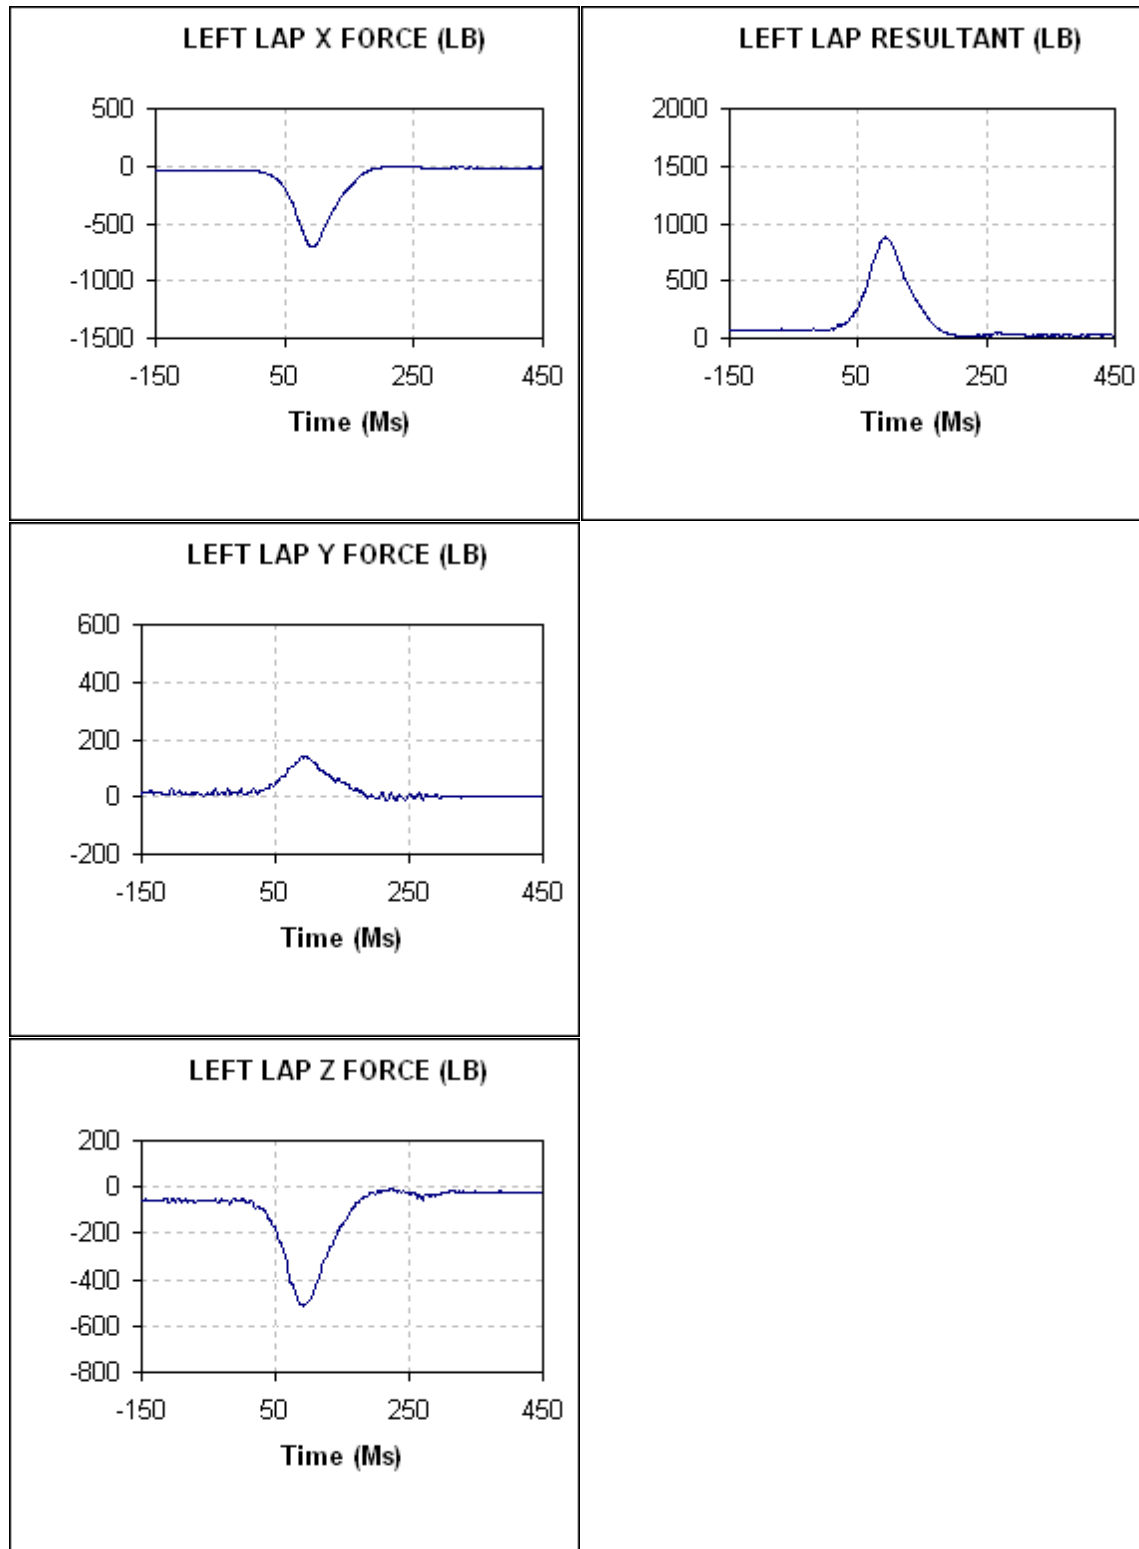 LEFT LAP X FORCE (LB)
500
0
-500
-1000
-1500
-150 50 250 450
Time (Ms)
LEFT LAP RESULTANT (LB)
2000
1500
1000
500
0
-150 50 250 450
Time (Ms)
LEFT LAP Y FORCE (LB)
600
400
200
0
-200
-150 50 250 450
Time (Ms)
LEFT LAP Z FORCE (LB)
200
0
-200
-400
-600
-800
-150 50 250 450
Time (Ms)